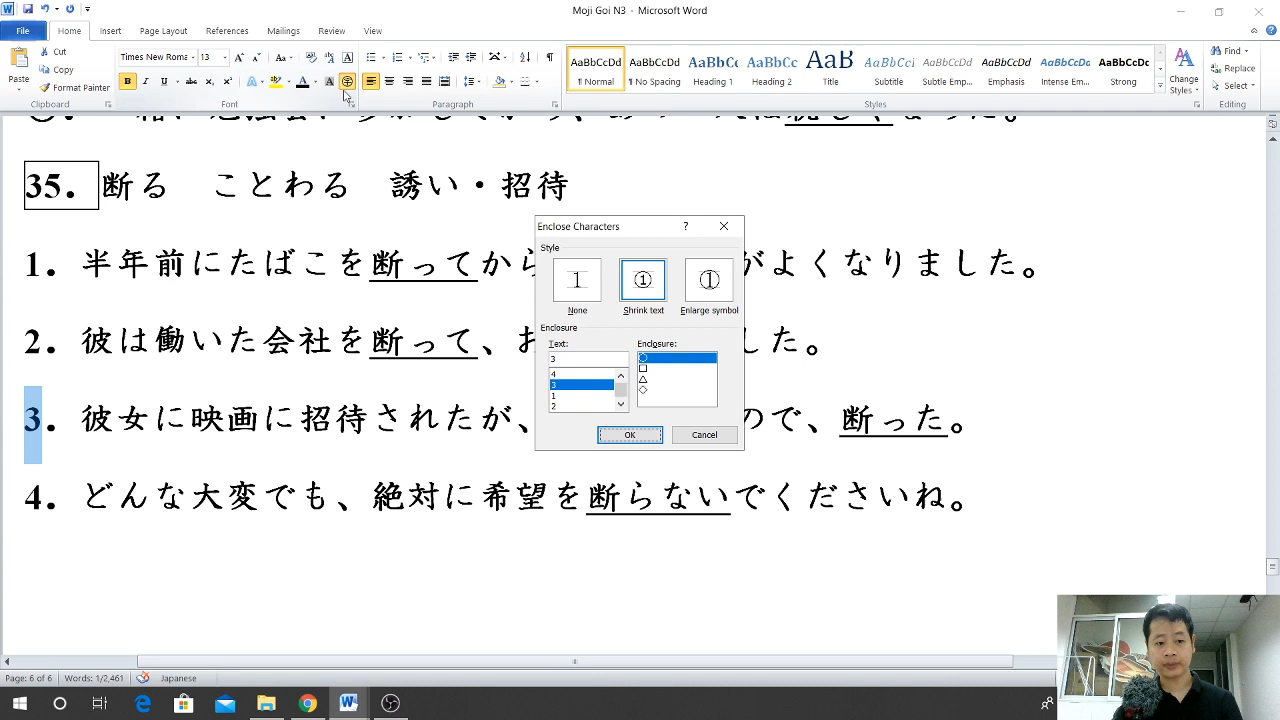 Moji Goi N3 - Microsoft Word
File Home Insert Page Layout References Mailings Review View
Paste Cut Copy Format Painter Clipboard
Times New Roms 13 Font
Paragraph
AaBbCcDd ¶ Normal AaBbCcDd ¶ No Spacing AaBbCc Heading 1 AaBbCc Heading 2 AaB Title AaBbCcl Subtitle AaBbCcDd Subtle Emp... AaBbCcDd Emphasis AaBbCcDd Intense Em... AaBbCcDd Strong
Styles
Change Styles
Find Replace Select Editing
35. 断る ことわる 誘い・招待
1. 半年前にたばこを断ってから
がよくなりました。
2. 彼は働いた会社を断って、お
した。
3. 彼女に映画に招待されたが、
ので、断った。
4. どんな大変でも、絶対に希望を断らないでくださいね。
Enclose Characters ?
Style
1 ① ①
None Shrink text Enlarge symbol
Enclosure
Text: Enclosure:
3
4
3
1
2
OK Cancel
Page: 6 of 6 Words: 1/2,461 Japanese